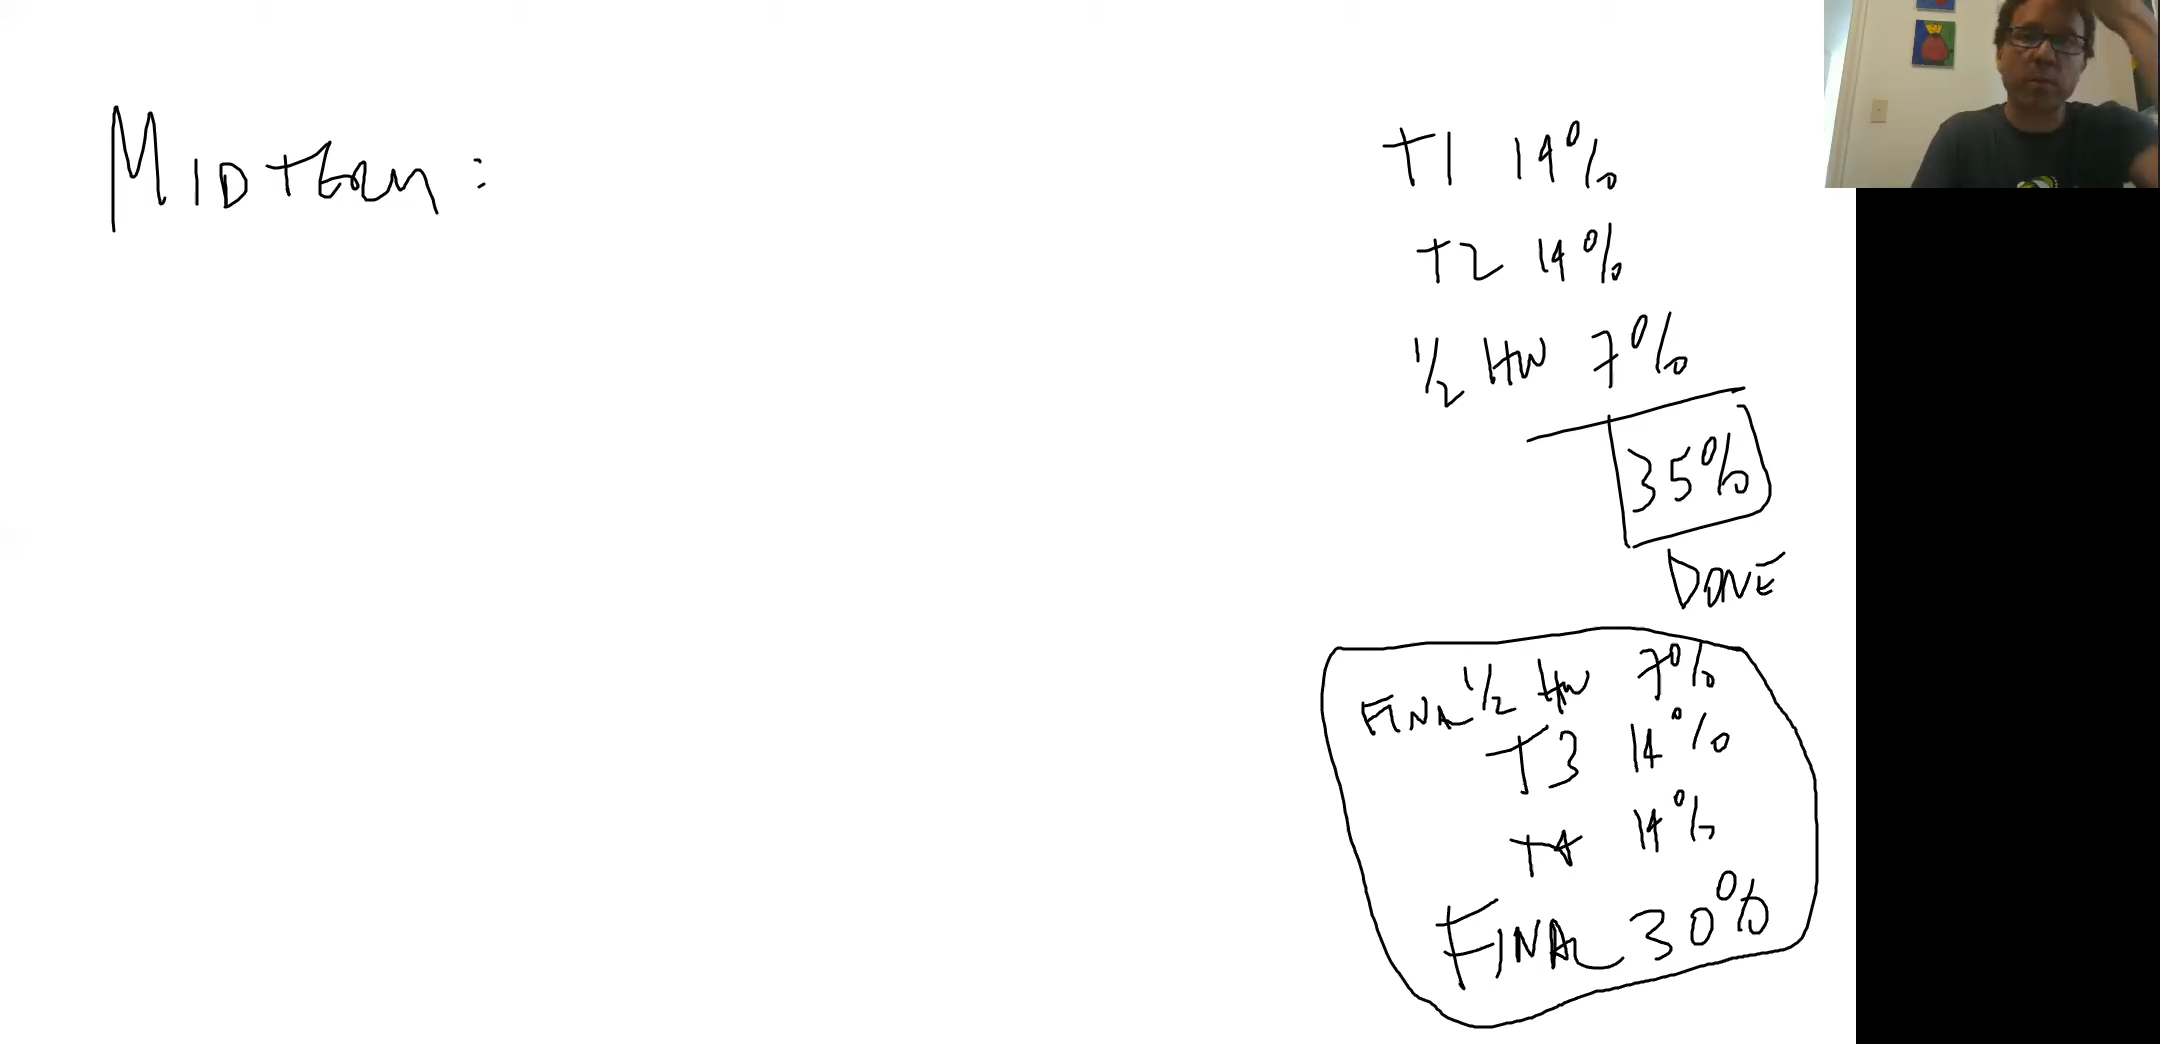 MIDTERM:
T1 14%
T2 14%
1/2 HW 7%
35%
DONE
FINAL 1/2 HW 7%
T3 14%
T4 14%
FINAL 30%